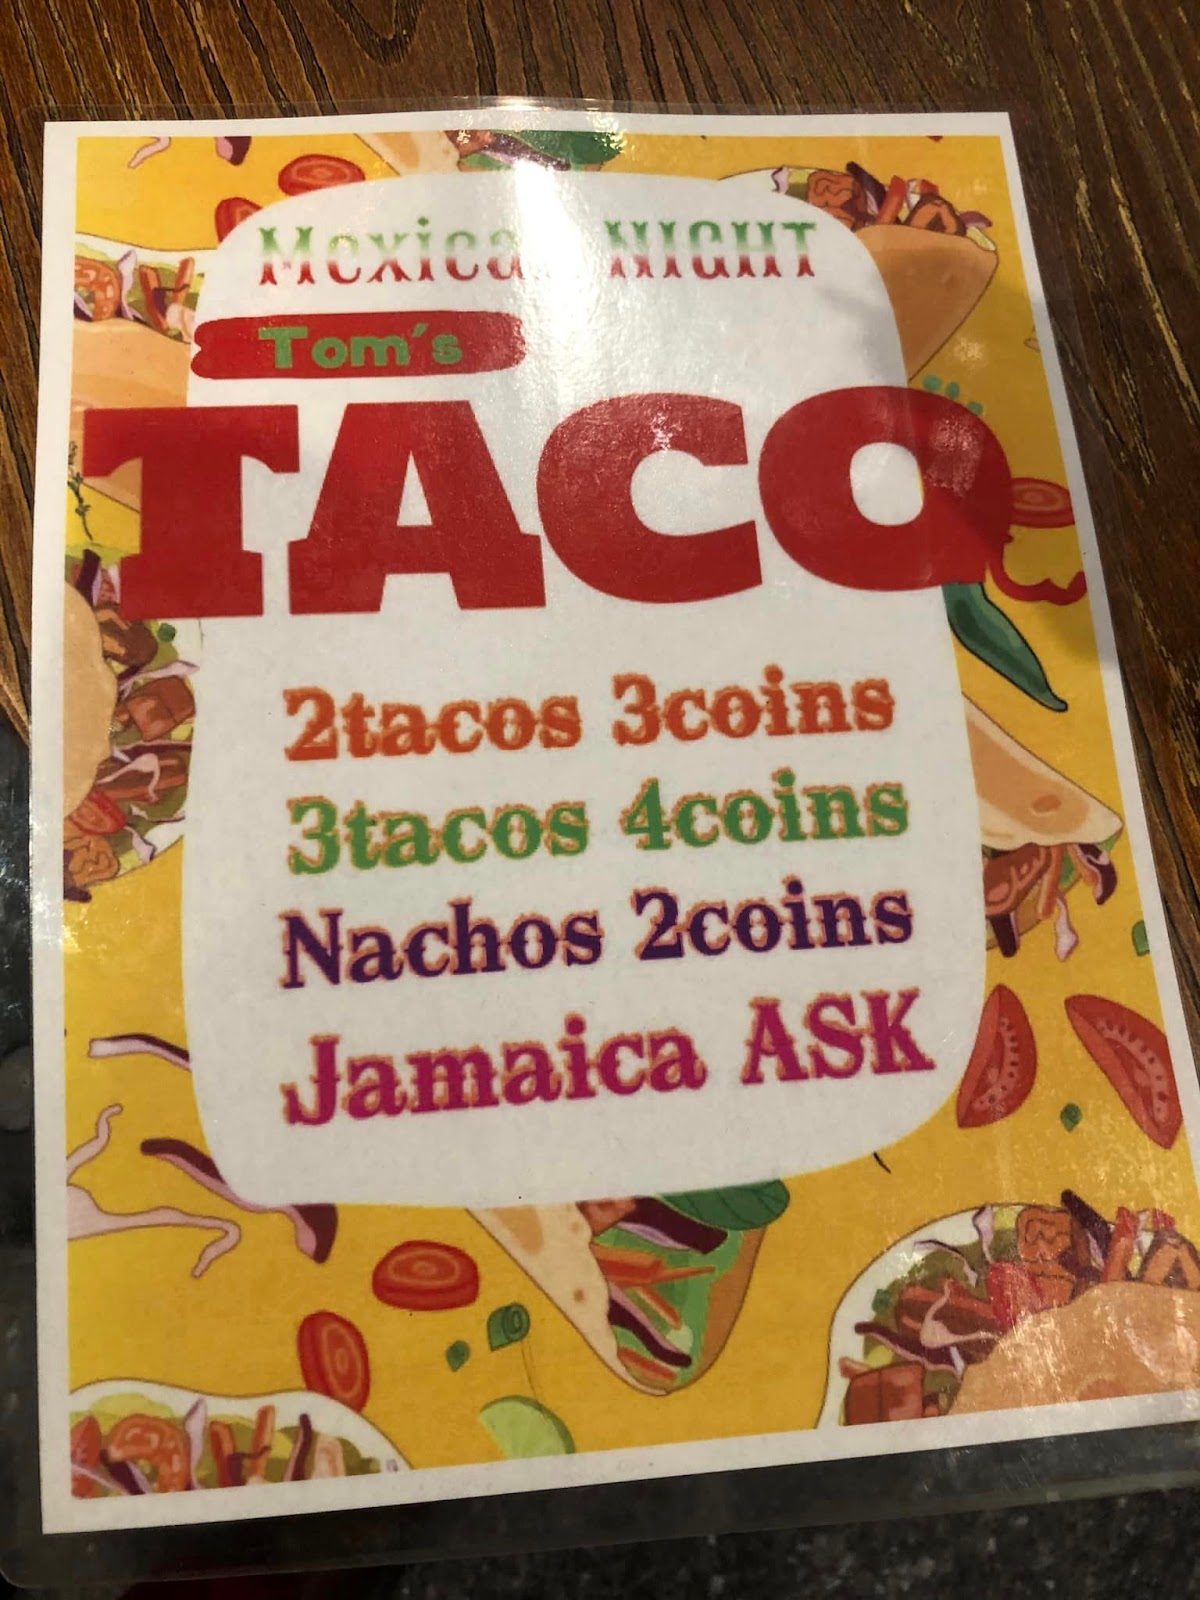 Mexican NIGHT
Tom's
TACO
2tacos 3coins
3tacos 4coins
Nachos 2coins
Jamaica ASK